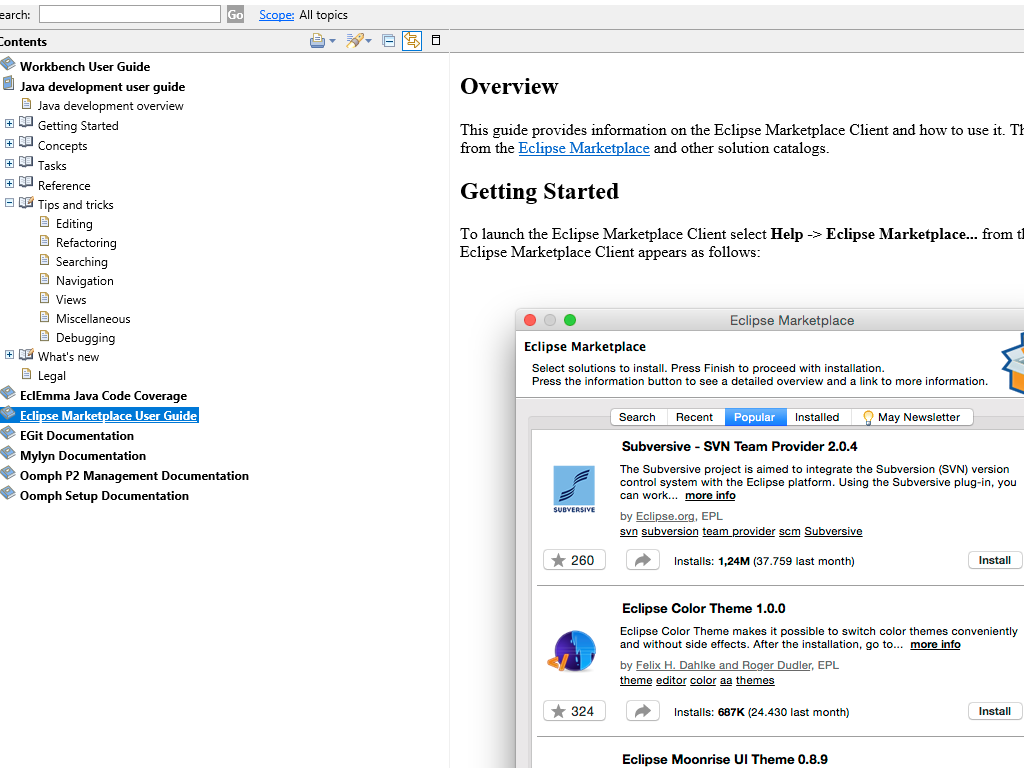 earch:
Go
Scope: All topics
Contents
Workbench User Guide
Java development user guide
Java development overview
Getting Started
Concepts
Tasks
Reference
Tips and tricks
Editing
Refactoring
Searching
Navigation
Views
Miscellaneous
Debugging
What's new
Legal
EclEmma Java Code Coverage
Eclipse Marketplace User Guide
EGit Documentation
Mylyn Documentation
Oomph P2 Management Documentation
Oomph Setup Documentation
Overview
This guide provides information on the Eclipse Marketplace Client and how to use it. Th
from the Eclipse Marketplace and other solution catalogs.
Getting Started
To launch the Eclipse Marketplace Client select Help -> Eclipse Marketplace... from th
Eclipse Marketplace Client appears as follows:
Eclipse Marketplace
Eclipse Marketplace
Select solutions to install. Press Finish to proceed with installation.
Press the information button to see a detailed overview and a link to more information.
Search Recent Popular Installed May Newsletter
Subversive - SVN Team Provider 2.0.4
The Subversive project is aimed to integrate the Subversion (SVN) version
control system with the Eclipse platform. Using the Subversive plug-in, you
can work... more info
SUBVERSIVE
by Eclipse.org, EPL
svn subversion team provider scm Subversive
260 Installs: 1,24M (37.759 last month) Install
Eclipse Color Theme 1.0.0
Eclipse Color Theme makes it possible to switch color themes conveniently
and without side effects. After the installation, go to... more info
by Felix H. Dahlke and Roger Dudler, EPL
theme editor color aa themes
324 Installs: 687K (24.430 last month) Install
Eclipse Moonrise UI Theme 0.8.9